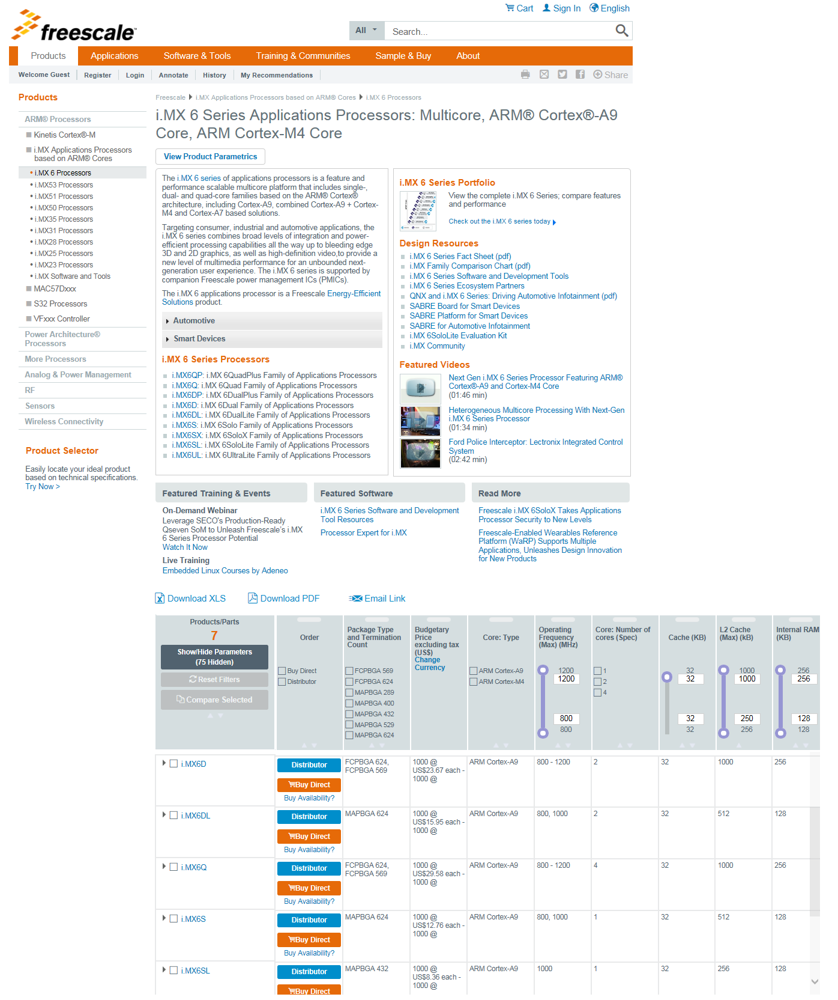 Cart Sign In English
freescale™
All Search...
Products Applications Software & Tools Training & Communities Sample & Buy About
Welcome Guest Register Login Annotate History My Recommendations Share
Products
ARM® Processors
Kinetis Cortex®-M
i.MX Applications Processors
based on ARM® Cores
i.MX 6 Processors
i.MX53 Processors
i.MX51 Processors
i.MX50 Processors
i.MX35 Processors
i.MX31 Processors
i.MX28 Processors
i.MX25 Processors
i.MX23 Processors
i.MX Software and Tools
MAC57Dxxx
S32 Processors
VFxxx Controller
Power Architecture®
Processors
More Processors
Analog & Power Management
RF
Sensors
Wireless Connectivity
Product Selector
Easily locate your ideal product
based on technical specifications.
Try Now >
Freescale i.MX Applications Processors based on ARM® Cores i.MX 6 Processors
i.MX 6 Series Applications Processors: Multicore, ARM® Cortex®-A9
Core, ARM Cortex-M4 Core
View Product Parametrics
The i.MX 6 series of applications processors is a feature and
performance scalable multicore platform that includes single-,
dual- and quad-core families based on the ARM® Cortex®
architecture, including Cortex-A9, combined Cortex-A9 + Cortex-
M4 and Cortex-A7 based solutions.
Targeting consumer, industrial and automotive applications, the
i.MX 6 series combines broad levels of integration and power-
efficient processing capabilities all the way up to bleeding edge
3D and 2D graphics, as well as high-definition video,to provide a
new level of multimedia performance for an unbounded next-
generation user experience. The i.MX 6 series is supported by
companion Freescale power management ICs (PMICs).
The i.MX 6 applications processor is a Freescale Energy-Efficient
Solutions product.
Automotive
Smart Devices
i.MX 6 Series Processors
i.MX6QP: i.MX 6QuadPlus Family of Applications Processors
i.MX6Q: i.MX 6Quad Family of Applications Processors
i.MX6DP: i.MX 6DualPlus Family of Applications Processors
i.MX6D: i.MX 6Dual Family of Applications Processors
i.MX6DL: i.MX 6DualLite Family of Applications Processors
i.MX6S: i.MX 6Solo Family of Applications Processors
i.MX6SX: i.MX 6SoloX Family of Applications Processors
i.MX6SL: i.MX 6SoloLite Family of Applications Processors
i.MX6UL: i.MX 6UltraLite Family of Applications Processors
i.MX 6 Series Portfolio
View the complete i.MX 6 Series; compare features
and performance
Check out the i.MX 6 series today
Design Resources
i.MX 6 Series Fact Sheet (pdf)
i.MX Family Comparison Chart (pdf)
i.MX 6 Series Software and Development Tools
i.MX 6 Series Ecosystem Partners
QNX and i.MX 6 Series: Driving Automotive Infotainment (pdf)
SABRE Board for Smart Devices
SABRE Platform for Smart Devices
SABRE for Automotive Infotainment
i.MX 6SoloLite Evaluation Kit
i.MX Community
Featured Videos
Next Gen i.MX 6 Series Processor Featuring ARM®
Cortex®-A9 and Cortex-M4 Core
(01:46 min)
Heterogeneous Multicore Processing With Next-Gen
i.MX 6 Series Processor
(01:34 min)
Ford Police Interceptor: Lectronix Integrated Control
System
(02:42 min)
Featured Training & Events
On-Demand Webinar
Leverage SECO's Production-Ready
Qseven SoM to Unleash Freescale's i.MX
6 Series Processor Potential
Watch It Now
Live Training
Embedded Linux Courses by Adeneo
Featured Software
i.MX 6 Series Software and Development
Tool Resources
Processor Expert for i.MX
Read More
Freescale i.MX 6SoloX Takes Applications
Processor Security to New Levels
Freescale-Enabled Wearables Reference
Platform (WaRP) Supports Multiple
Applications, Unleashes Design Innovation
for New Products
Download XLS Download PDF Email Link
Products/Parts
7
Show/Hide Parameters
(75 Hidden)
Reset Filters
Compare Selected
Order
Buy Direct
Distributor
Package Type
and Termination
Count
FCPBGA 569
FCPBGA 624
MAPBGA 289
MAPBGA 400
MAPBGA 432
MAPBGA 529
MAPBGA 624
Budgetary
Price
excluding tax
(US$)
Change
Currency
Core: Type
ARM Cortex-A9
ARM Cortex-M4
Operating
Frequency
(Max) (MHz)
1200
1200
800
800
Core: Number of
cores (Spec)
1
2
4
Cache (KB)
32
32
32
32
L2 Cache
(Max) (kB)
1000
1000
250
256
Internal RAM
(KB)
256
256
128
128
i.MX6D
Distributor
Buy Direct
Buy Availability?
FCPBGA 624,
FCPBGA 569
1000 @
US$23.67 each -
1000 @
ARM Cortex-A9 800 - 1200 2 32 1000 256
i.MX6DL
Distributor
Buy Direct
Buy Availability?
MAPBGA 624
1000 @
US$15.95 each -
1000 @
ARM Cortex-A9 800, 1000 2 32 512 128
i.MX6Q
Distributor
Buy Direct
Buy Availability?
FCPBGA 624,
FCPBGA 569
1000 @
US$29.58 each -
1000 @
ARM Cortex-A9 800 - 1200 4 32 1000 256
i.MX6S
Distributor
Buy Direct
Buy Availability?
MAPBGA 624
1000 @
US$12.76 each -
1000 @
ARM Cortex-A9 800, 1000 1 32 512 128
i.MX6SL
Distributor
Buy Direct
MAPBGA 432
1000 @
US$8.36 each -
1000 @
ARM Cortex-A9 1000 1 32 256 128